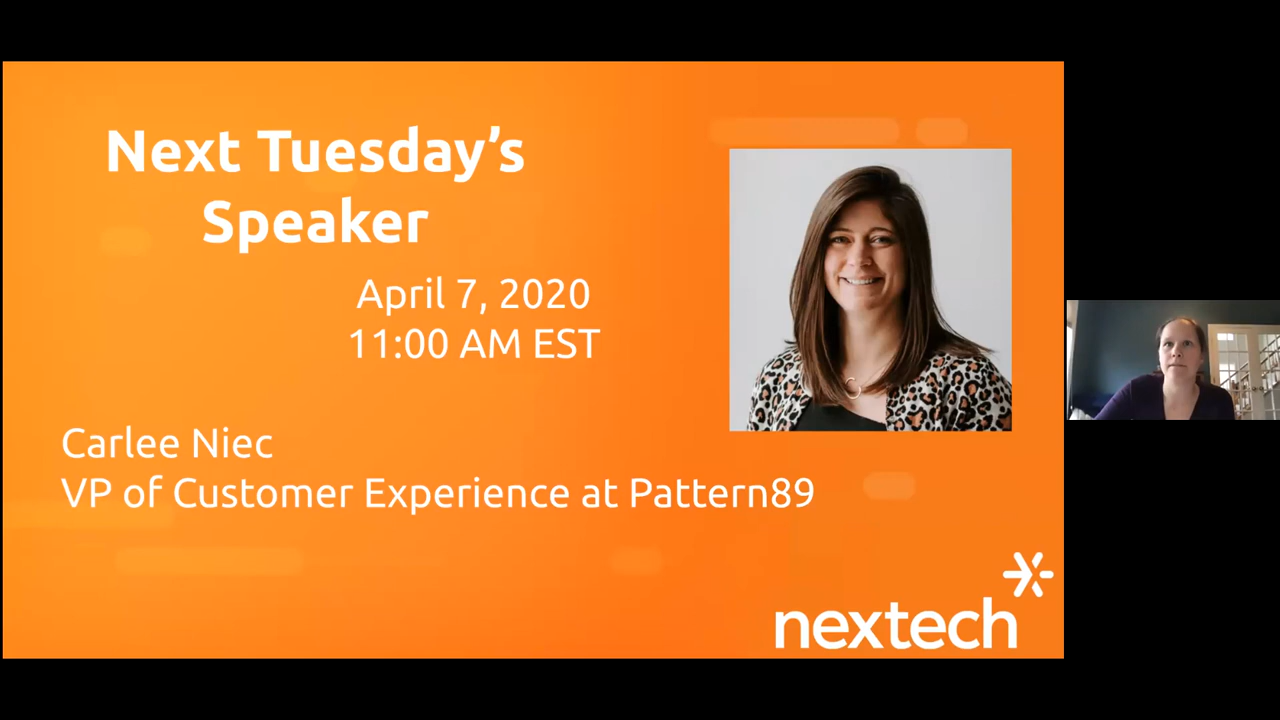 Next Tuesday’s
Speaker
April 7, 2020
11:00 AM EST
Carlee Niec
VP of Customer Experience at Pattern89
nextech